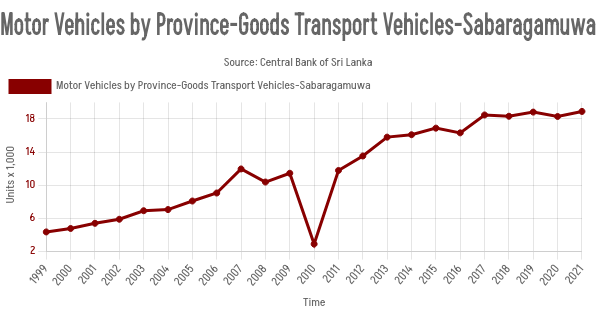 Motor Vehicles by Province-Goods Transport Vehicles-Sabaragamuwa
Source: Central Bank of Sri Lanka
Motor Vehicles by Province-Goods Transport Vehicles-Sabaragamuwa
Units x 1,000
18
14
10
6
2
1999 2000 2001 2002 2003 2004 2005 2006 2007 2008 2009 2010 2011 2012 2013 2014 2015 2016 2017 2018 2019 2020 2021
Time